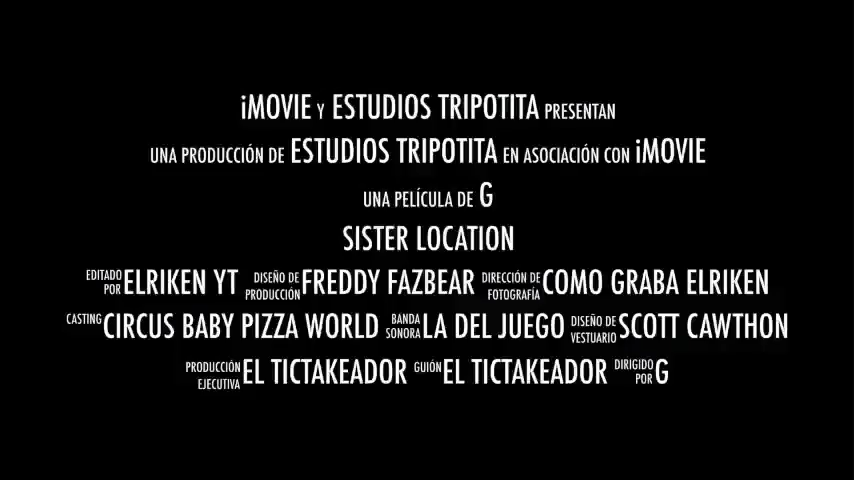 iMOVIE Y ESTUDIOS TRIPOTITA PRESENTAN
UNA PRODUCCIÓN DE ESTUDIOS TRIPOTITA EN ASOCIACIÓN CON iMOVIE
UNA PELÍCULA DE G
SISTER LOCATION
EDITADO POR ELRIKEN YT DISEÑO DE PRODUCCIÓN FREDDY FAZBEAR DIRECCIÓN DE FOTOGRAFÍA COMO GRABA ELRIKEN
CASTING CIRCUS BABY PIZZA WORLD BANDA SONORA LA DEL JUEGO DISEÑO DE VESTUARIO SCOTT CAWTHON
PRODUCCIÓN EJECUTIVA EL TICTAKEADOR GUIÓN EL TICTAKEADOR DIRIGIDO POR G